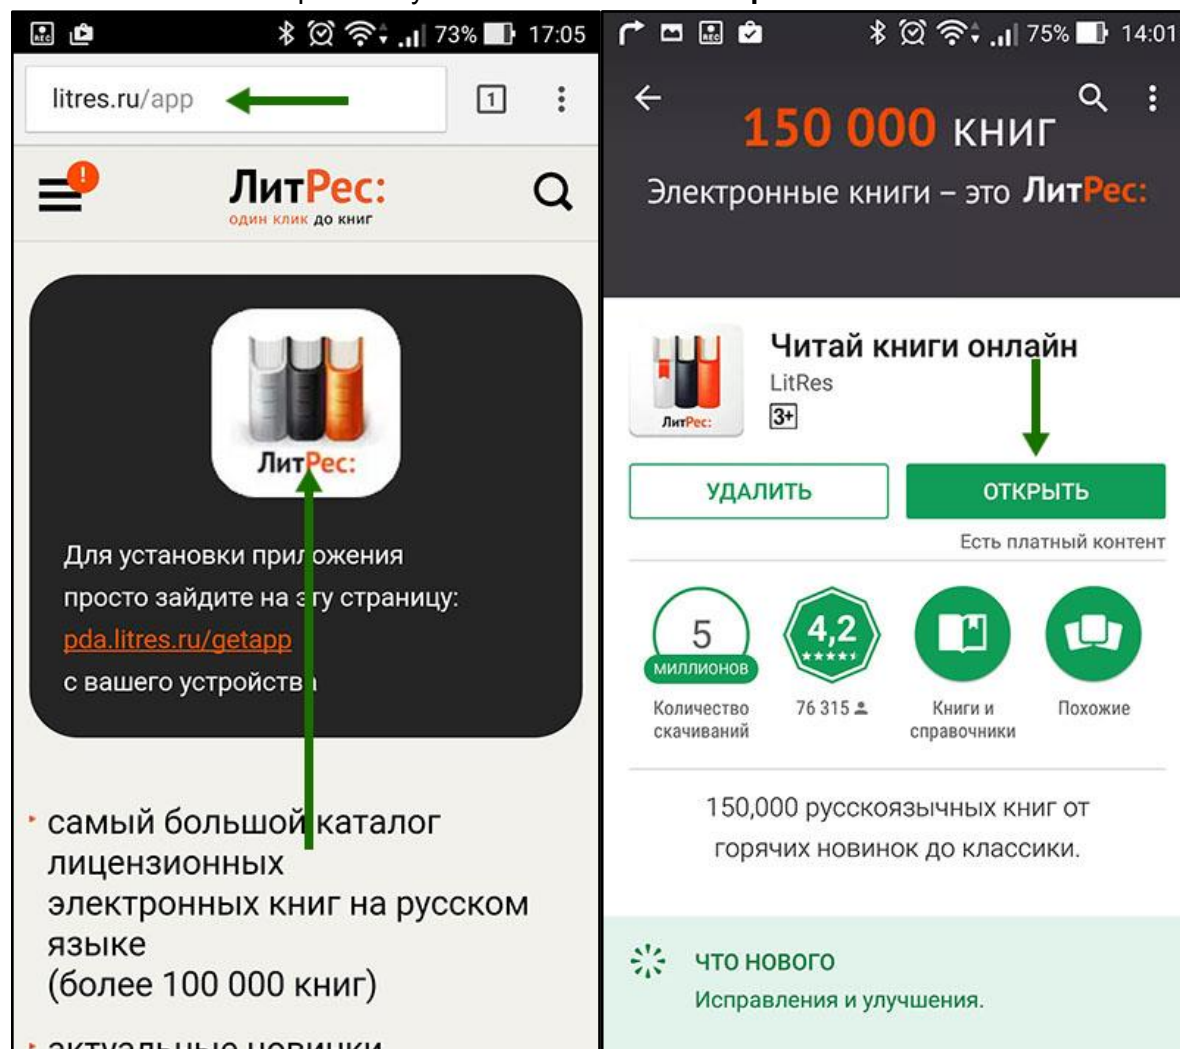 73% 17:05
litres.ru/app
1
!
ЛитРес:
один клик до книг
ЛитРес:
Для установки приложения
просто зайдите на эту страницу:
pda.litres.ru/getapp
с вашего устройства
самый большой каталог
лицензионных
электронных книг на русском
языке
(более 100 000 книг)
актуальные новинки
75% 14:01
150 000 книг
Электронные книги – это ЛитРес:
Читай книги онлайн
LitRes
3+
ЛитРес:
УДАЛИТЬ
ОТКРЫТЬ
Есть платный контент
5
МИЛЛИОНОВ
Количество
скачиваний
4,2
76 315
Книги и
справочники
Похожие
150,000 русскоязычных книг от
горячих новинок до классики.
ЧТО НОВОГО
Исправления и улучшения.